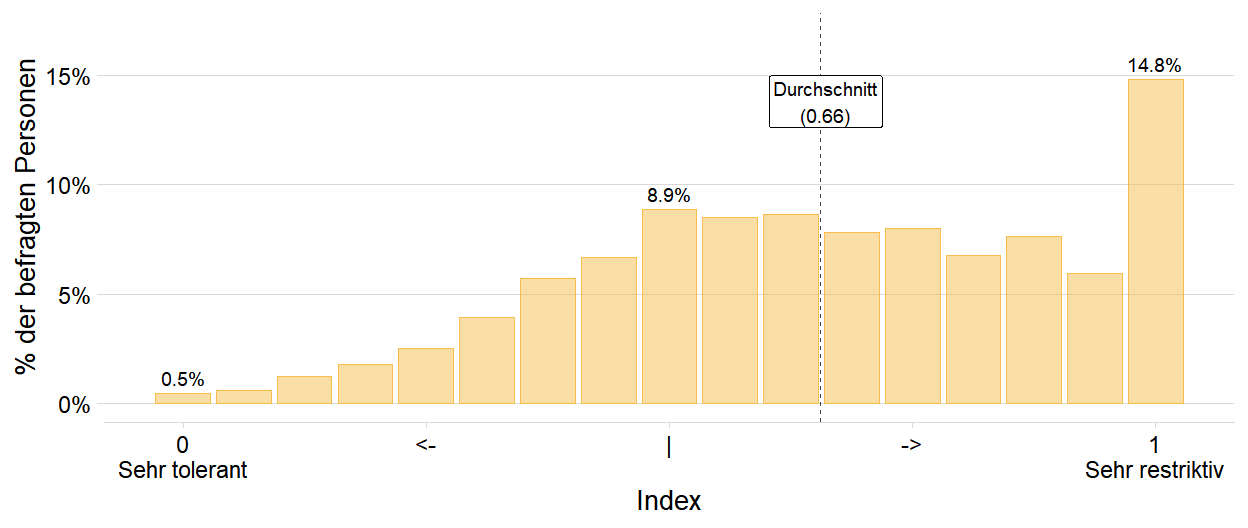 % der befragten Personen
15%
10%
5%
0%
0.5%
8.9%
Durchschnitt
(0.66)
14.8%
0 <- | -> 1
Sehr tolerant Sehr restriktiv
Index